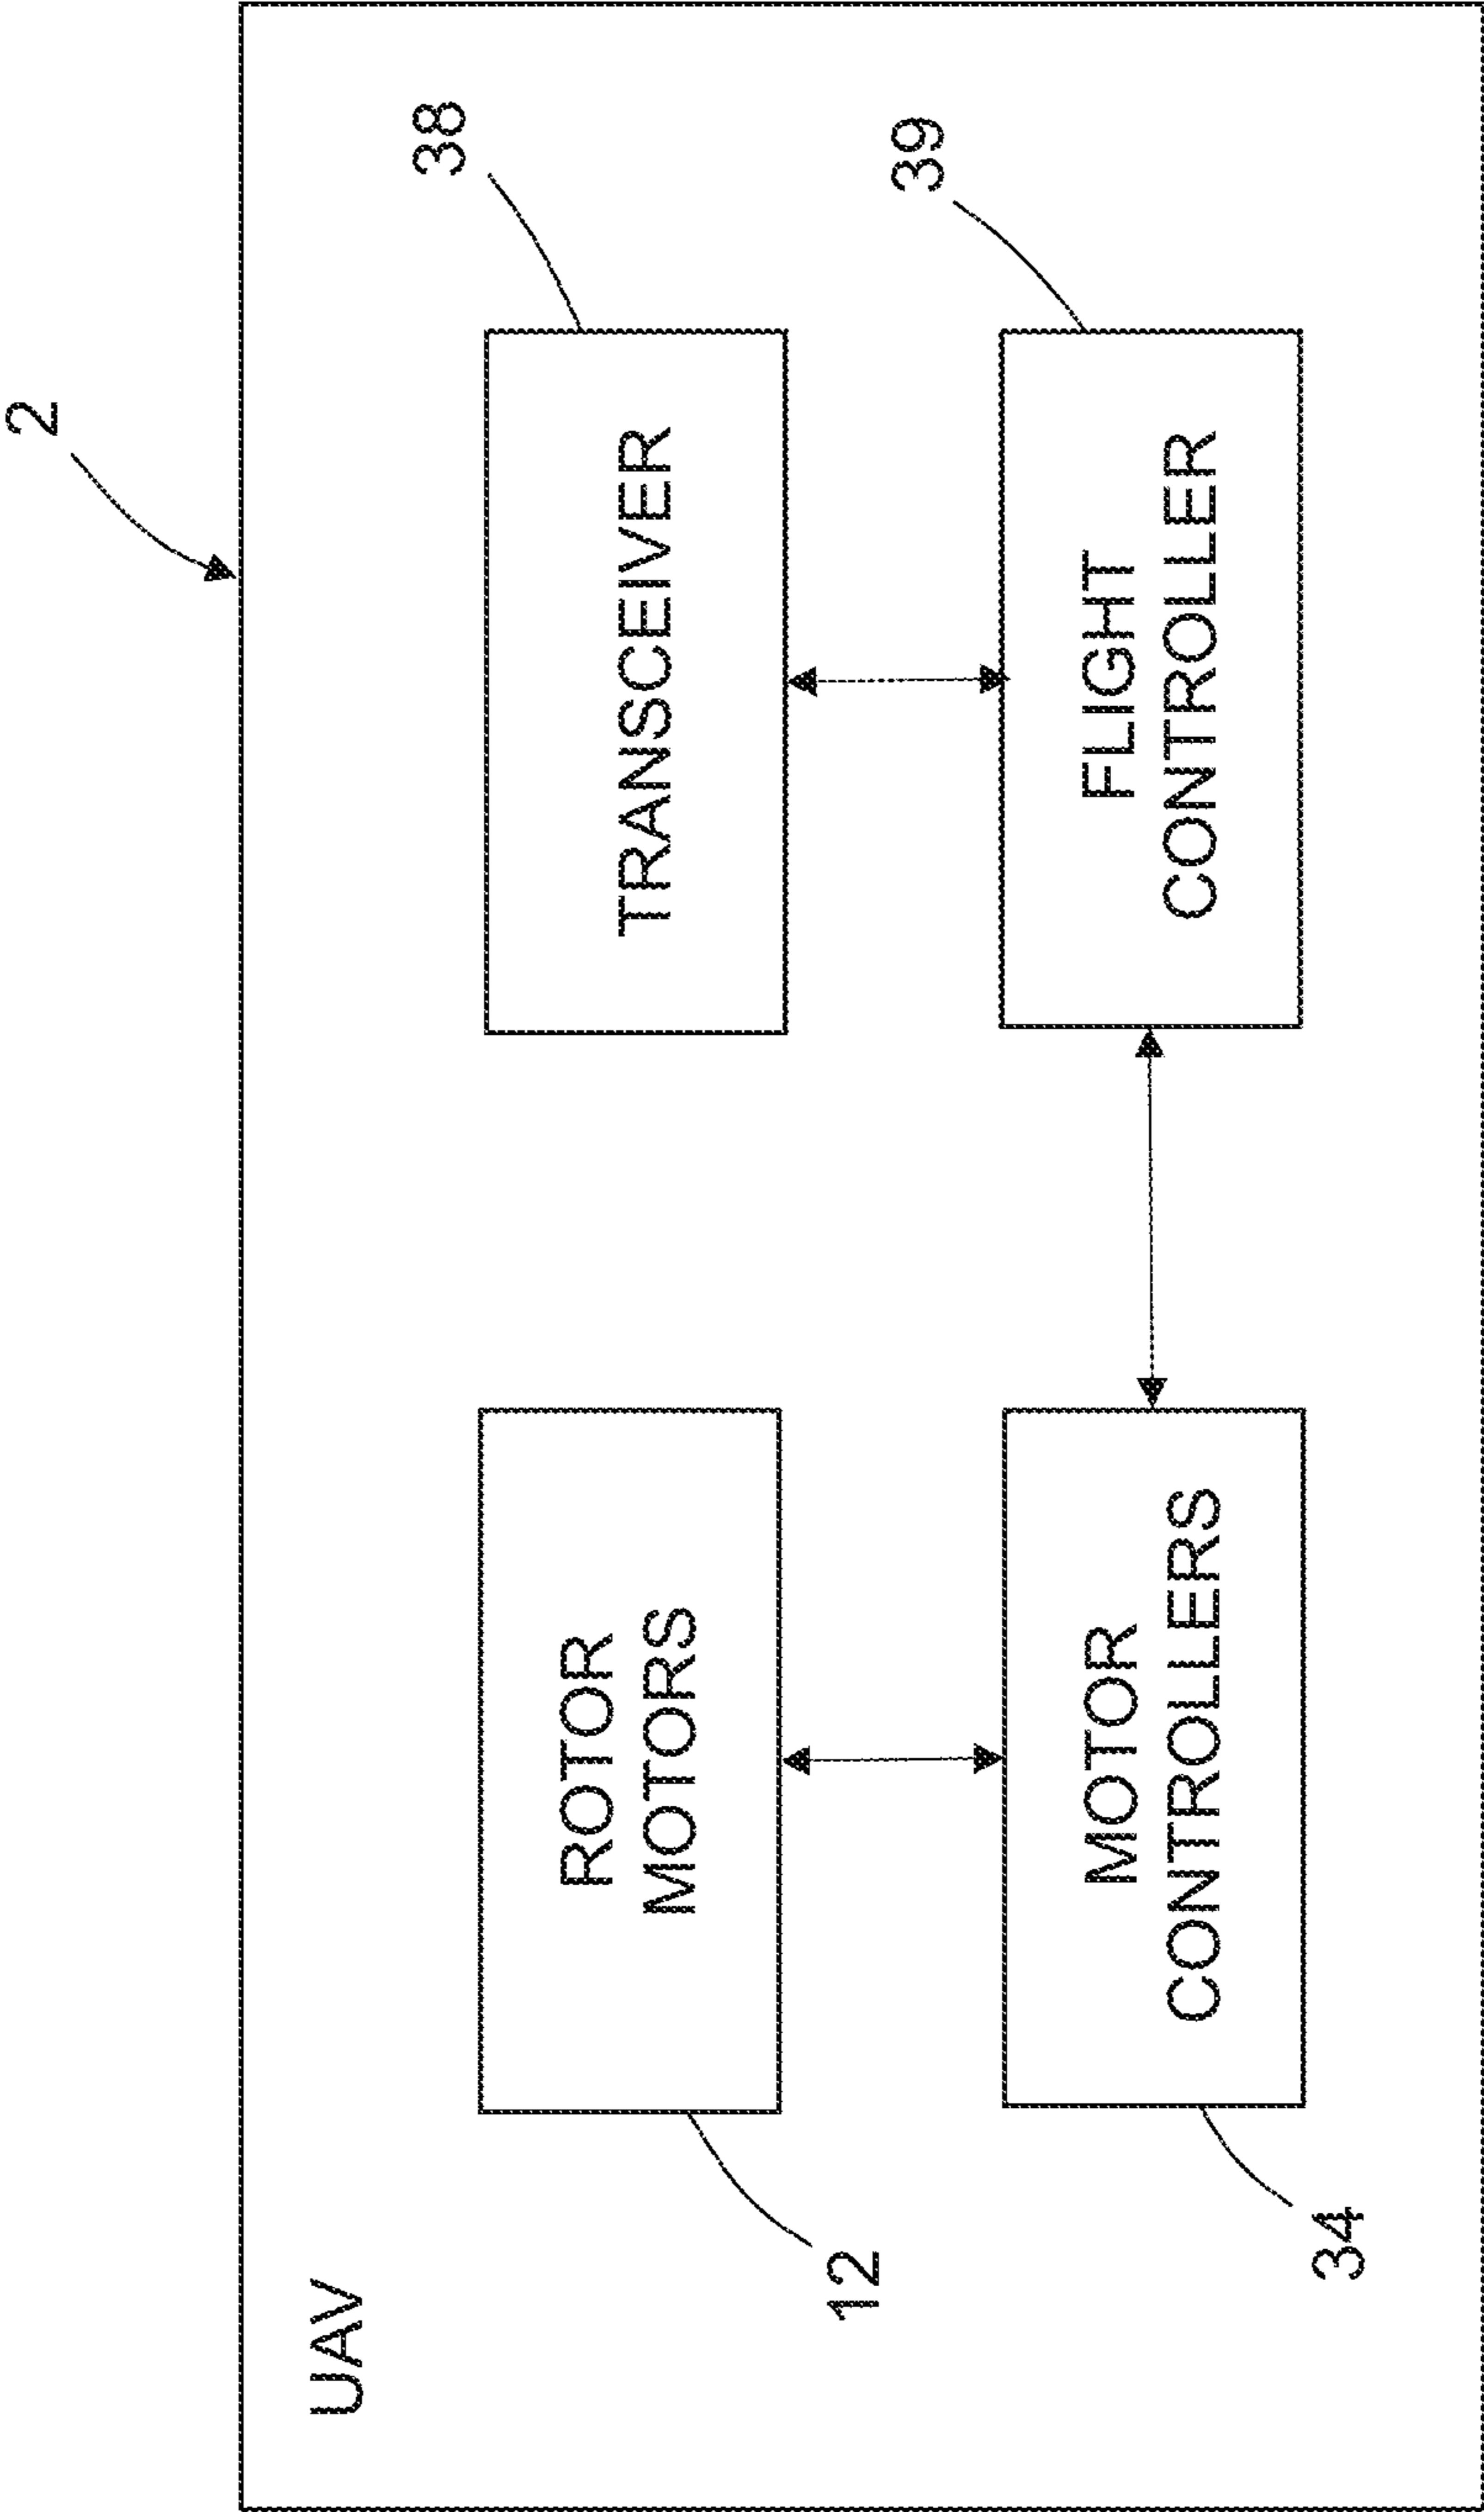 2
UAV
38
ROTOR
MOTORS
TRANSCEIVER
12
39
MOTOR
CONTROLLERS
FLIGHT
CONTROLLER
34